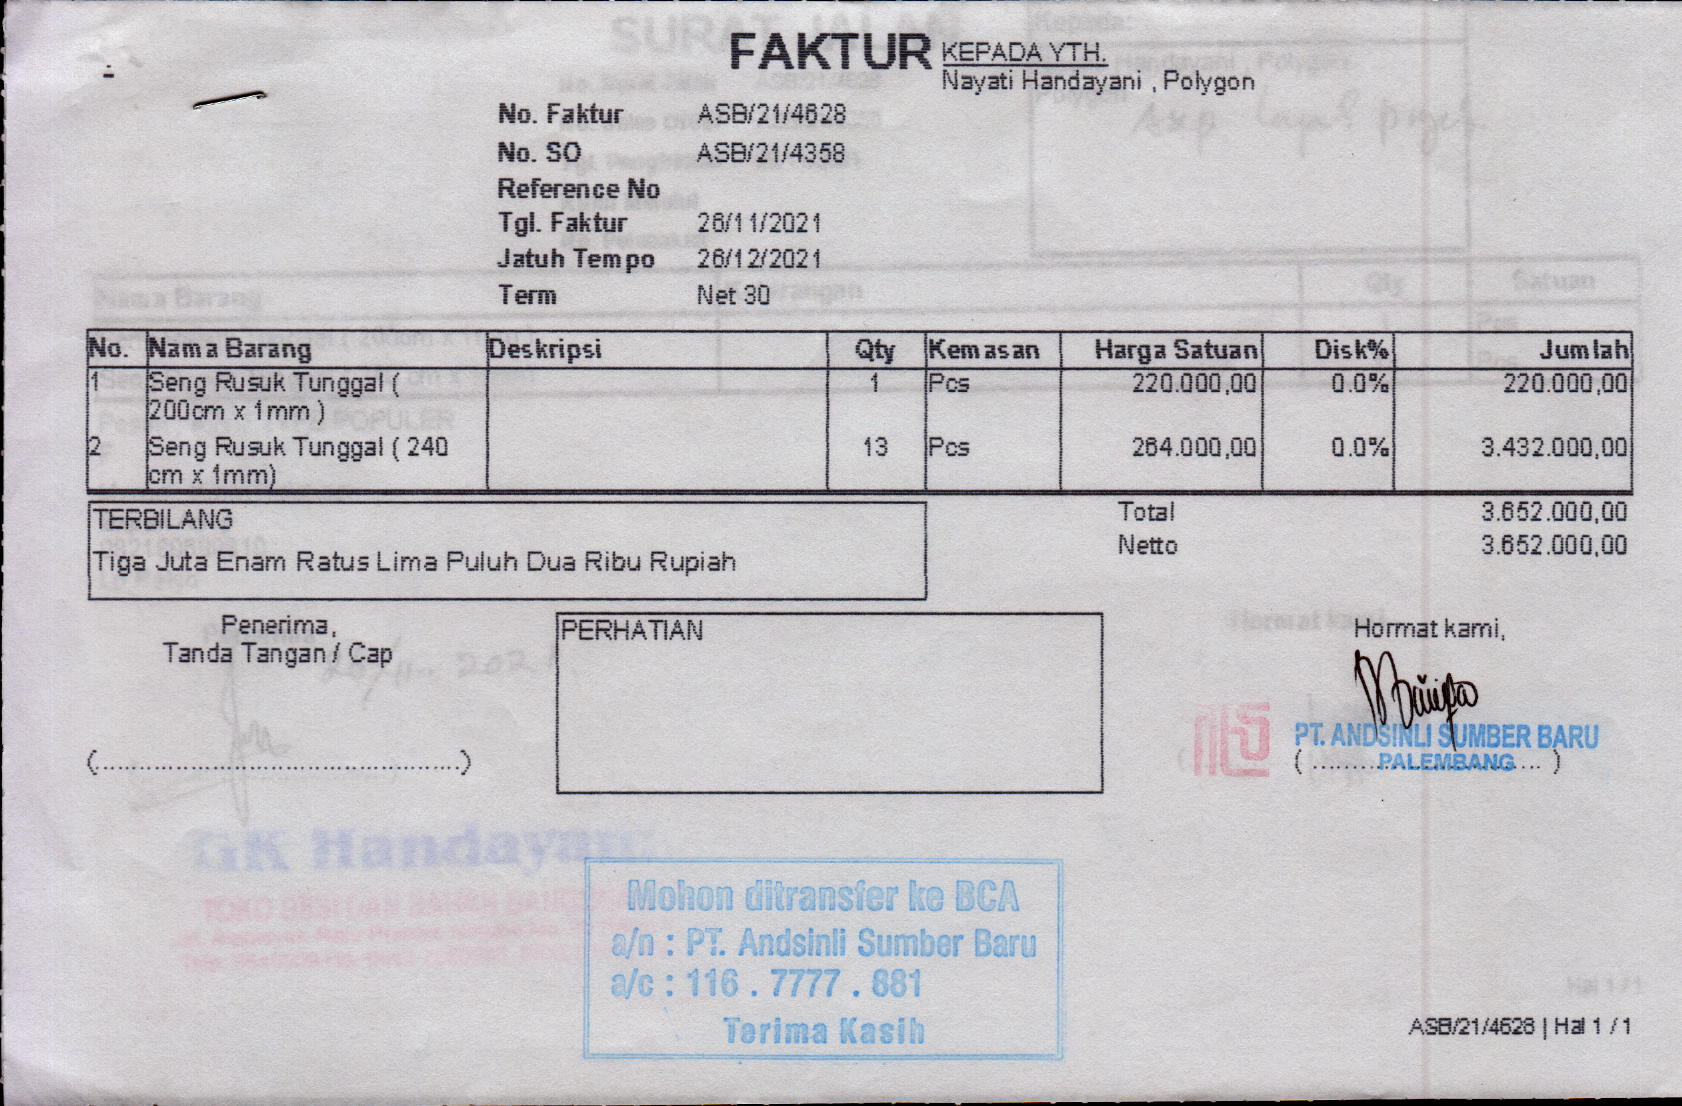 FAKTUR
KEPADA YTH.
Nayati Handayani , Polygon
No. Faktur ASB/21/4628
No. SO ASB/21/4358
Reference No
Tgl. Faktur 26/11/2021
Jatuh Tempo 26/12/2021
Term Net 30
No. Nama Barang Deskripsi Qty Kemasan Harga Satuan Disk% Jumlah
1 Seng Rusuk Tunggal ( 1 Pcs 220.000,00 0.0% 220.000,00
200cm x 1mm )
2 Seng Rusuk Tunggal ( 240 13 Pcs 264.000,00 0.0% 3.432.000,00
cm x 1mm)
TERBILANG
Tiga Juta Enam Ratus Lima Puluh Dua Ribu Rupiah
Total 3.652.000,00
Netto 3.652.000,00
Penerima,
Tanda Tangan / Cap
(................................................)
PERHATIAN
Hormat kami,
PT. ANDSINLI SUMBER BARU
PALEMBANG
GK Handayani
Mohon ditransfer ke BCA
a/n : PT. Andsinli Sumber Baru
a/c : 116 . 7777 . 881
Terima Kasih
ASB/21/4628 | Hal 1 / 1